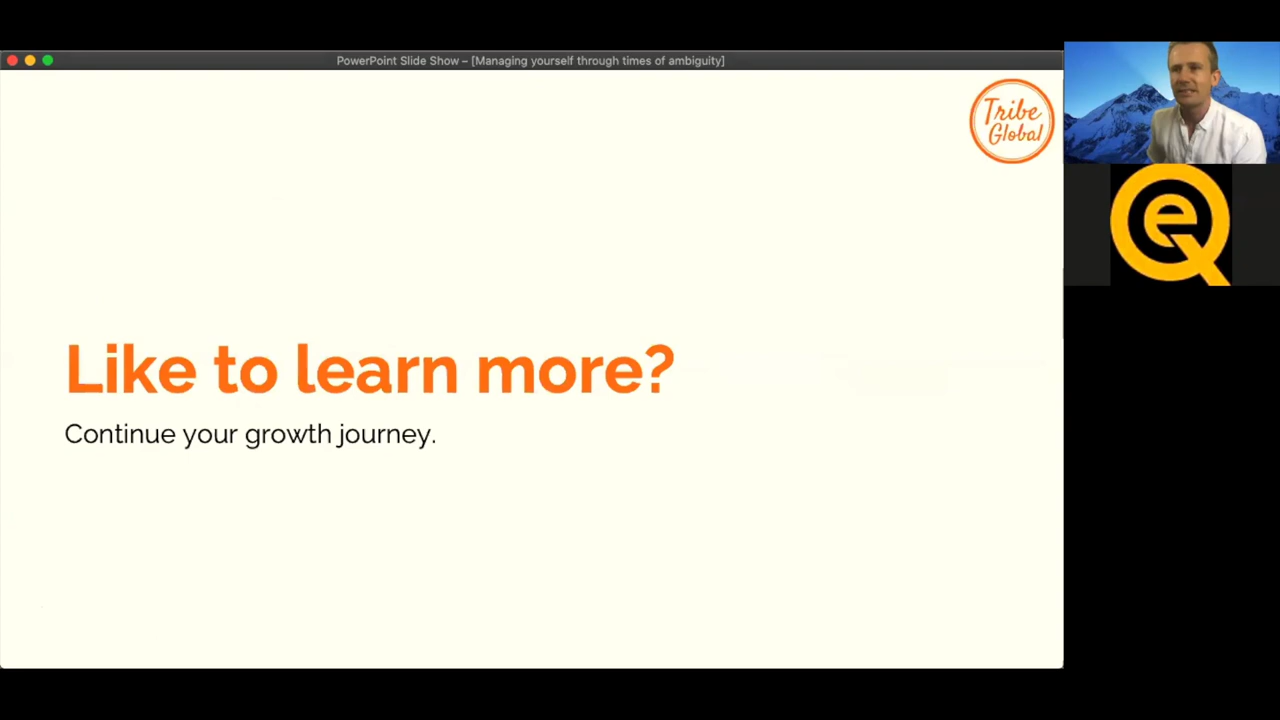 PowerPoint Slide Show – [Managing yourself through times of ambiguity]
Tribe
Global
eQ
Like to learn more?
Continue your growth journey.